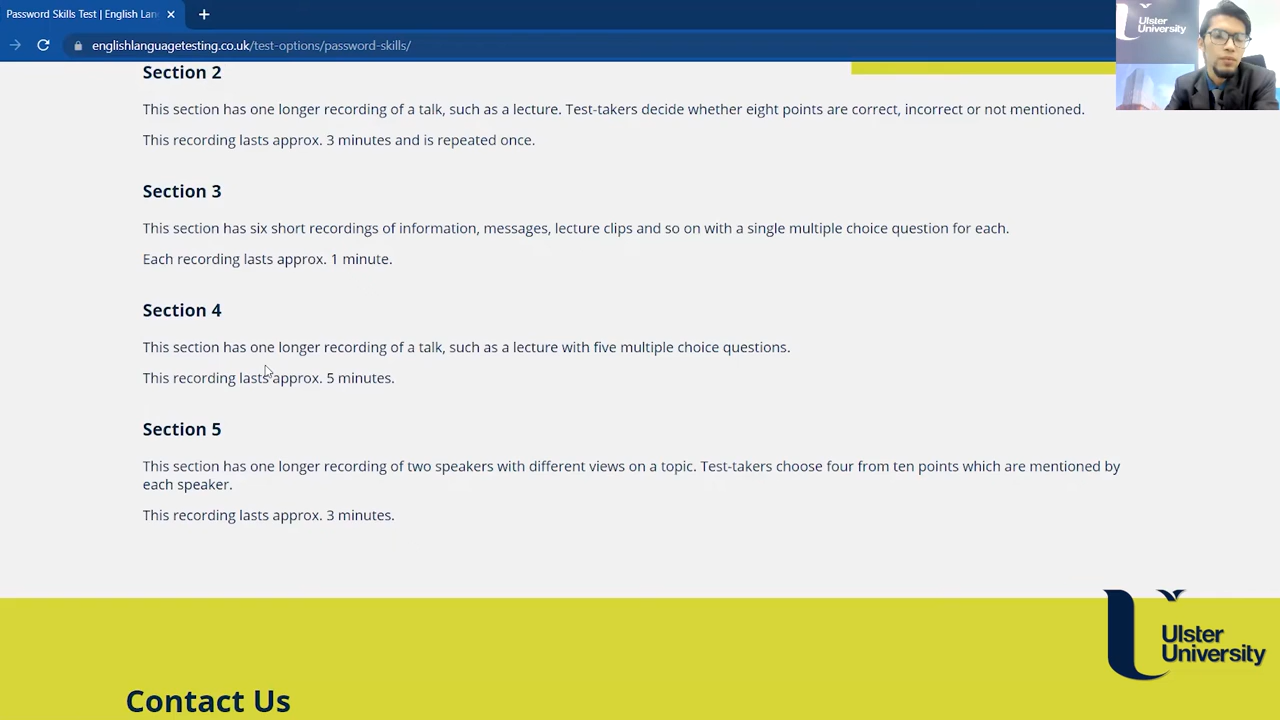 Password Skills Test | English Lan
englishlanguagetesting.co.uk/test-options/password-skills/
Ulster
University
Section 2
This section has one longer recording of a talk, such as a lecture. Test-takers decide whether eight points are correct, incorrect or not mentioned.
This recording lasts approx. 3 minutes and is repeated once.
Section 3
This section has six short recordings of information, messages, lecture clips and so on with a single multiple choice question for each.
Each recording lasts approx. 1 minute.
Section 4
This section has one longer recording of a talk, such as a lecture with five multiple choice questions.
This recording lasts approx. 5 minutes.
Section 5
This section has one longer recording of two speakers with different views on a topic. Test-takers choose four from ten points which are mentioned by
each speaker.
This recording lasts approx. 3 minutes.
Ulster
University
Contact Us